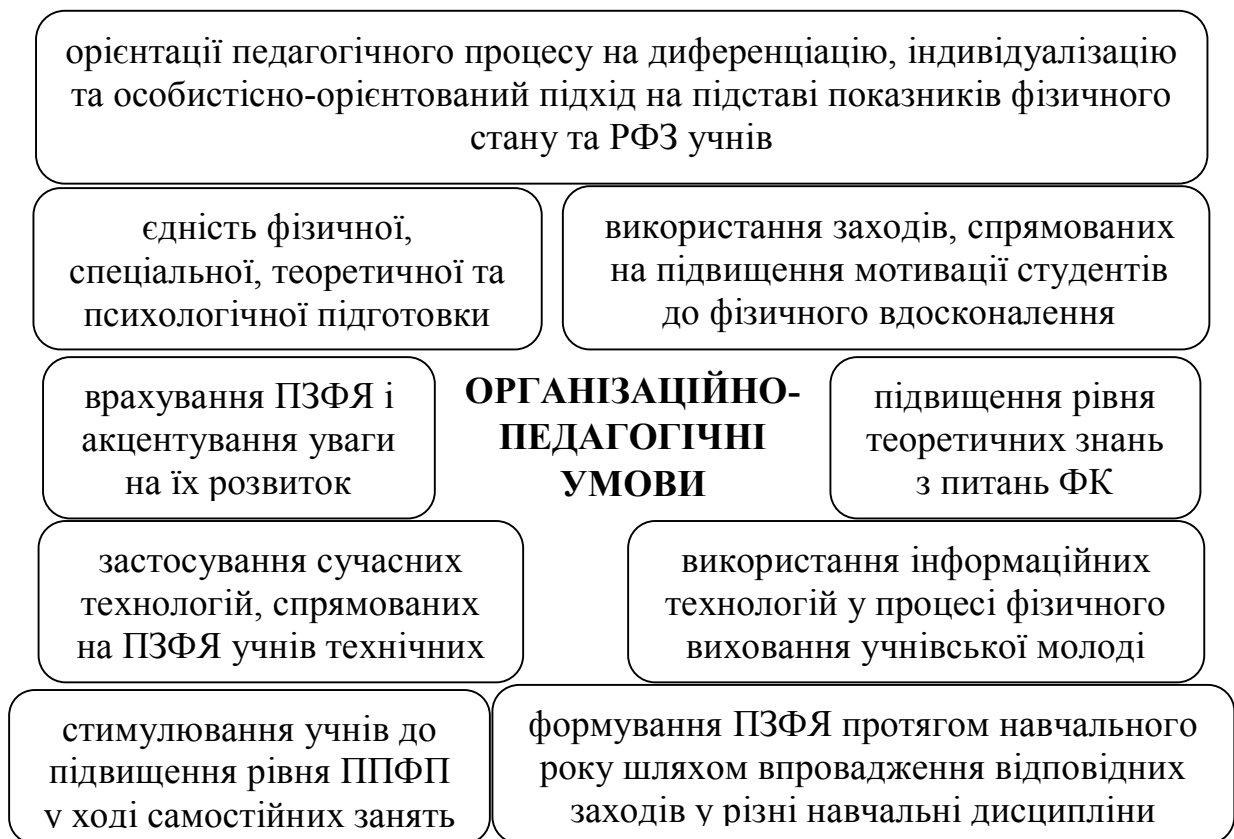 орієнтації педагогічного процесу на диференціацію, індивідуалізацію
та особистісно-орієнтований підхід на підставі показників фізичного
стану та РФЗ учнів
єдність фізичної,
спеціальної, теоретичної та
психологічної підготовки
використання заходів, спрямованих
на підвищення мотивації студентів
до фізичного вдосконалення
врахування ПЗФЯ і
акцентування уваги
на їх розвиток
ОРГАНІЗАЦІЙНО-
ПЕДАГОГІЧНІ
УМОВИ
підвищення рівня
теоретичних знань
з питань ФК
застосування сучасних
технологій, спрямованих
на ПЗФЯ учнів технічних
використання інформаційних
технологій у процесі фізичного
виховання учнівської молоді
стимулювання учнів до
підвищення рівня ППФП
у ході самостійних занять
формування ПЗФЯ протягом навчального
року шляхом впровадження відповідних
заходів у різні навчальні дисципліни